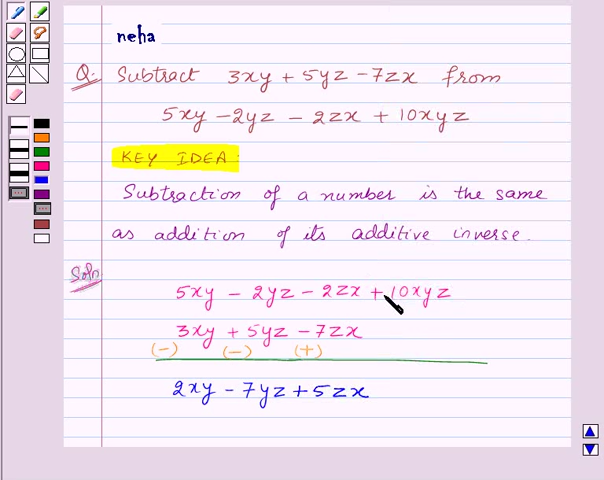 neha
Q. Subtract 3xy + 5yz - 7zx from
5xy - 2yz - 2zx + 10xyz
KEY IDEA:
Subtraction of a number is the same
as addition of its additive inverse.
Soln
5xy - 2yz - 2zx + 10xyz
3xy + 5yz - 7zx
(-) (-) (+)
2xy - 7yz + 5zx